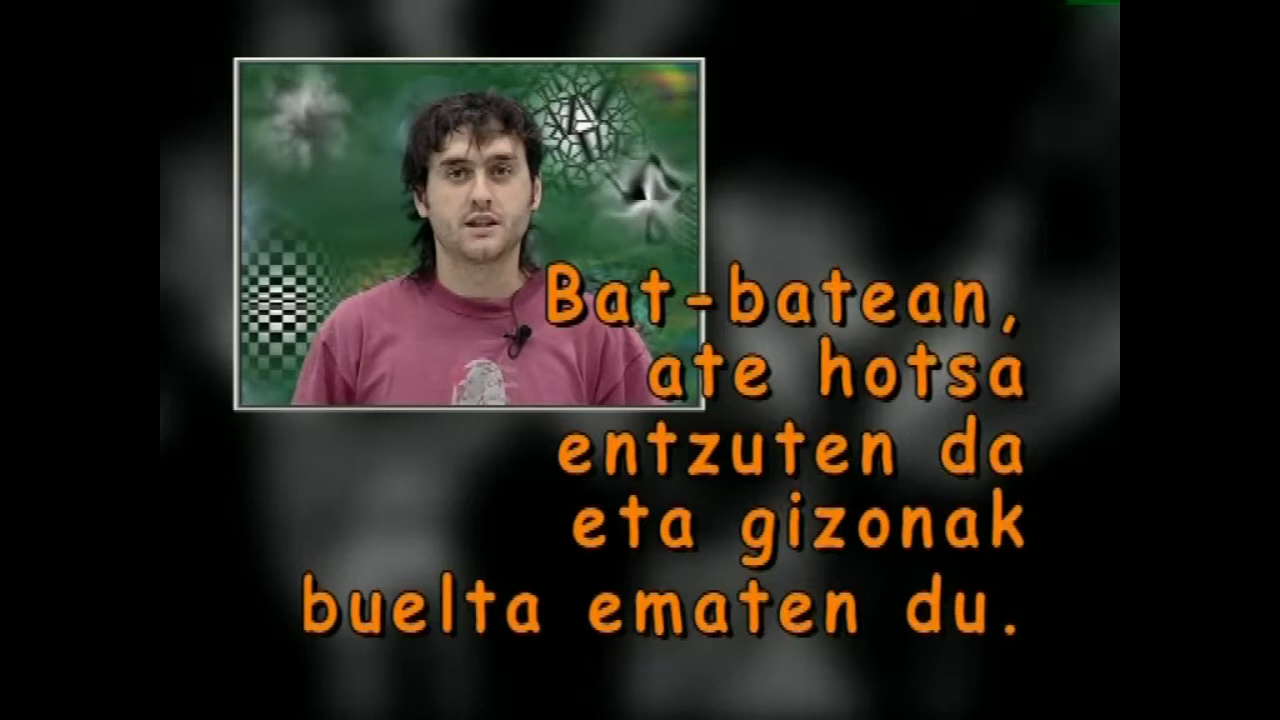 Bat-batean,
ate hotsa
entzuten da
eta gizonak
buelta ematen du.